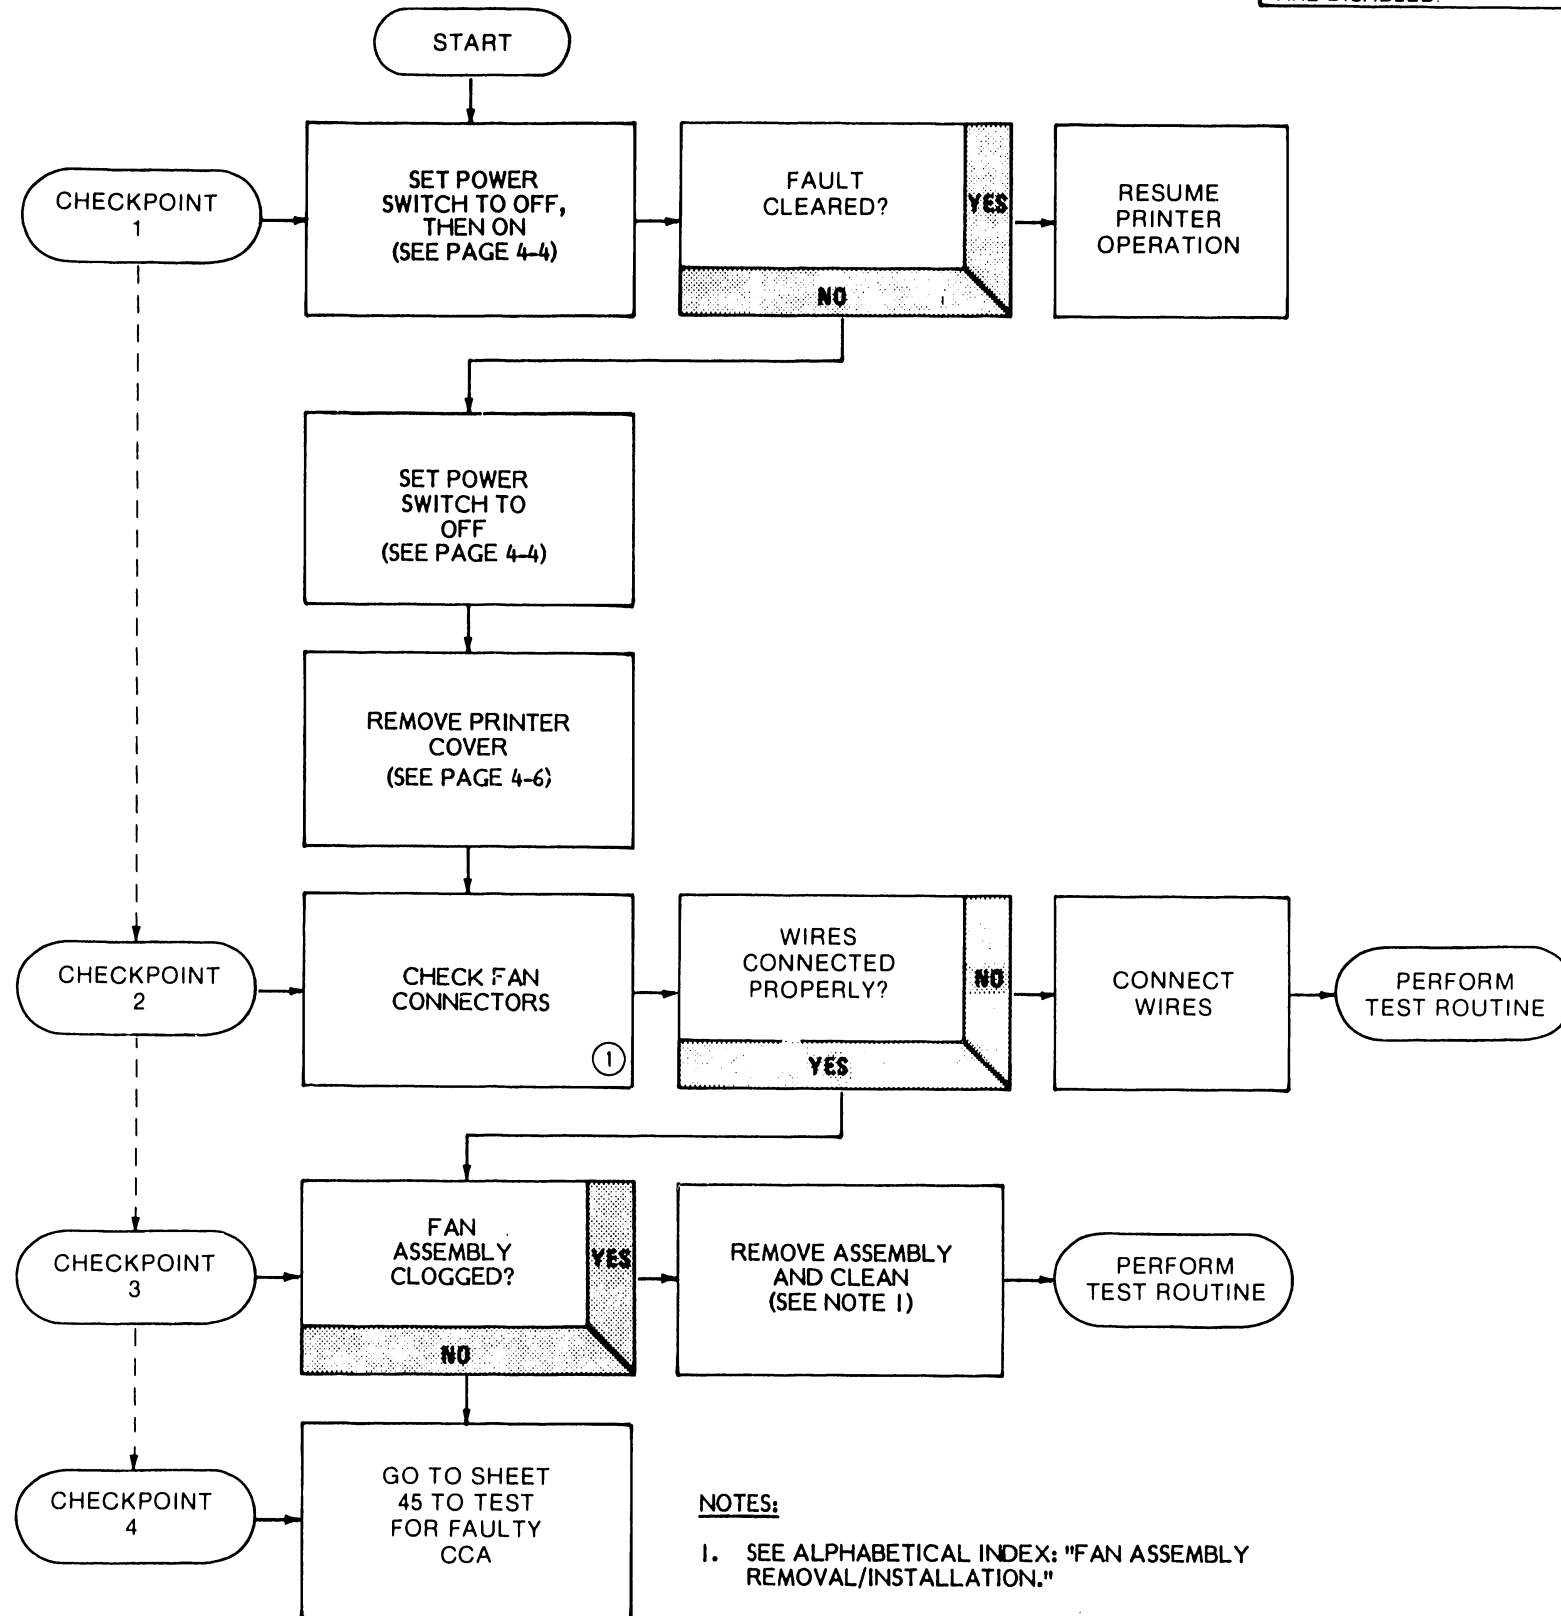 START
CHECKPOINT
1
SET POWER
SWITCH TO OFF,
THEN ON
(SEE PAGE 4-4)
FAULT
CLEARED?
YES
NO
RESUME
PRINTER
OPERATION
SET POWER
SWITCH TO
OFF
(SEE PAGE 4-4)
REMOVE PRINTER
COVER
(SEE PAGE 4-6)
CHECKPOINT
2
CHECK FAN
CONNECTORS
1
WIRES
CONNECTED
PROPERLY?
NO
YES
CONNECT
WIRES
PERFORM
TEST ROUTINE
CHECKPOINT
3
FAN
ASSEMBLY
CLOGGED?
YES
NO
REMOVE ASSEMBLY
AND CLEAN
(SEE NOTE 1)
PERFORM
TEST ROUTINE
CHECKPOINT
4
GO TO SHEET
45 TO TEST
FOR FAULTY
CCA
NOTES:
1. SEE ALPHABETICAL INDEX: "FAN ASSEMBLY
REMOVAL/INSTALLATION."